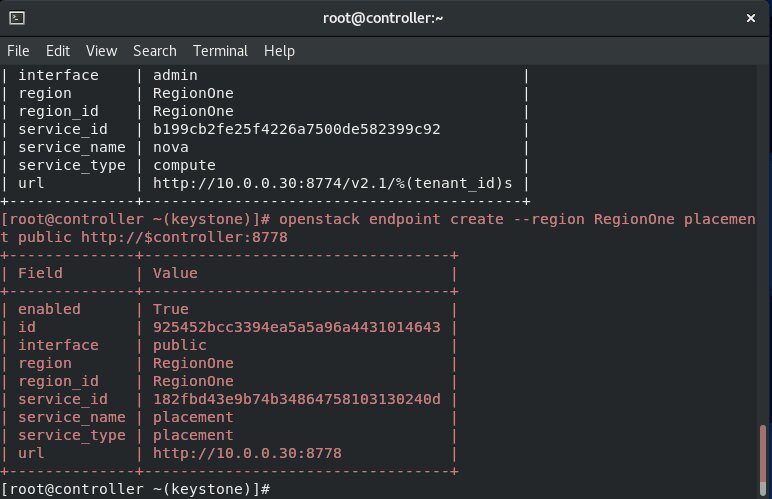 root@controller:~
File Edit View Search Terminal Help
| interface    | admin                                    |
| region       | RegionOne                                |
| region_id    | RegionOne                                |
| service_id   | b199cb2fe25f4226a7500de582399c92         |
| service_name | nova                                     |
| service_type | compute                                  |
| url          | http://10.0.0.30:8774/v2.1/%(tenant_id)s |
+--------------+------------------------------------------+
[root@controller ~(keystone)]# openstack endpoint create --region RegionOne placemen
t public http://$controller:8778
+--------------+----------------------------------+
| Field        | Value                            |
+--------------+----------------------------------+
| enabled      | True                             |
| id           | 925452bcc3394ea5a5a96a4431014643 |
| interface    | public                           |
| region       | RegionOne                        |
| region_id    | RegionOne                        |
| service_id   | 182fbd43e9b74b34864758103130240d |
| service_name | placement                        |
| service_type | placement                        |
| url          | http://10.0.0.30:8778            |
+--------------+----------------------------------+
[root@controller ~(keystone)]#